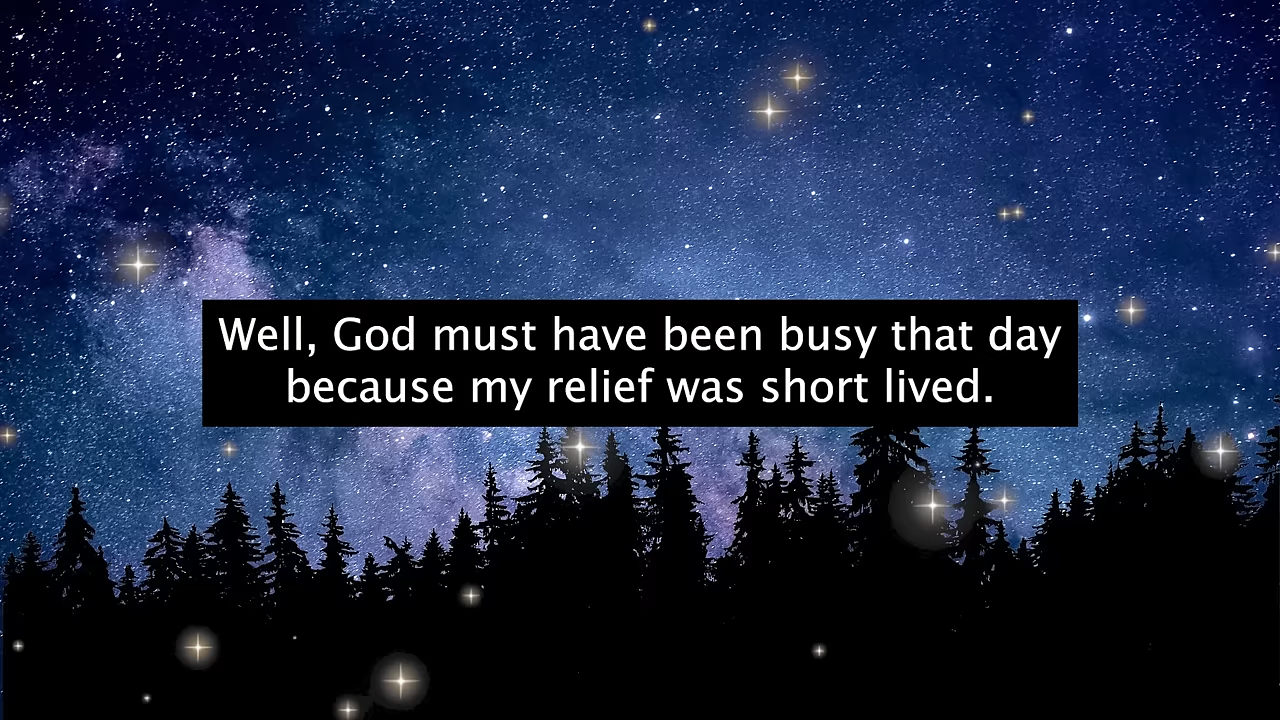 Well, God must have been busy that day
because my relief was short lived.